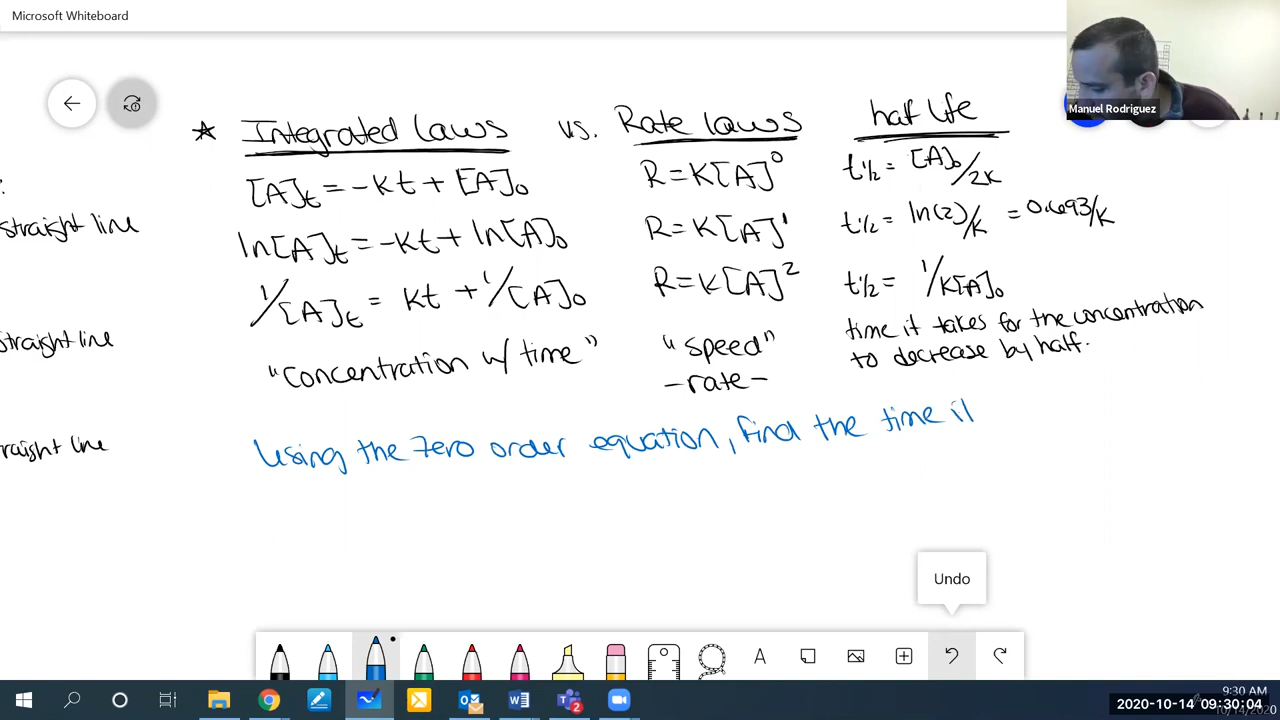 Microsoft Whiteboard
Manuel Rodriguez
★ Integrated Laws vs. Rate Laws half life
[A]t = -kt + [A]0 R = K[A]^0 t1/2 = [A]0/2K
straight line
ln[A]t = -kt + ln[A]0 R = K[A]^1 t1/2 = ln(2)/K = 0.693/K
1/[A]t = kt + 1/[A]0 R = K[A]^2 t1/2 = 1/K[A]0
straight line
"Concentration w/ time" "speed" time it takes for the concentration
-rate- to decrease by half.
raight line
Using the zero order equation, find the time it
Undo
9:30 AM
2020-10-14 09:30:04